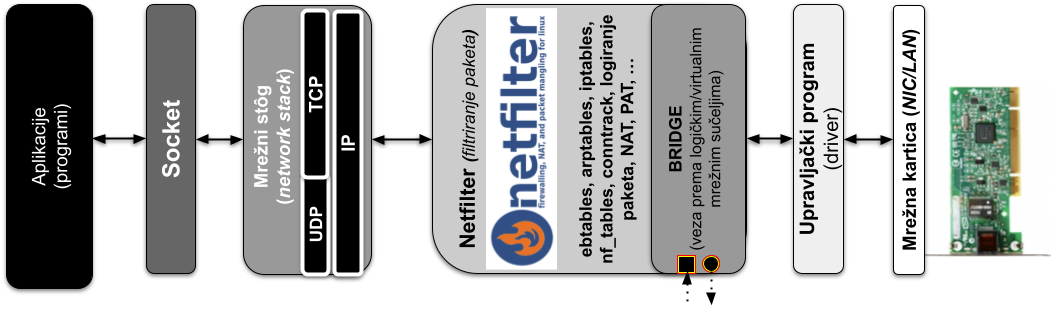 Aplikacije
(programi)
Socket
Mrežni stôg
(network stack)
TCP
UDP
IP
Netfilter (filtriranje paketa)
netfilter
firewalling, NAT, and packet mangling for linux
ebtables, arptables, iptables,
nf_tables, conntrack, logiranje
paketa, NAT, PAT, ...
BRIDGE
(veza prema logičkim/virtualnim
mrežnim sučeljima)
Upravljački program
(driver)
Mrežna kartica (NIC/LAN)